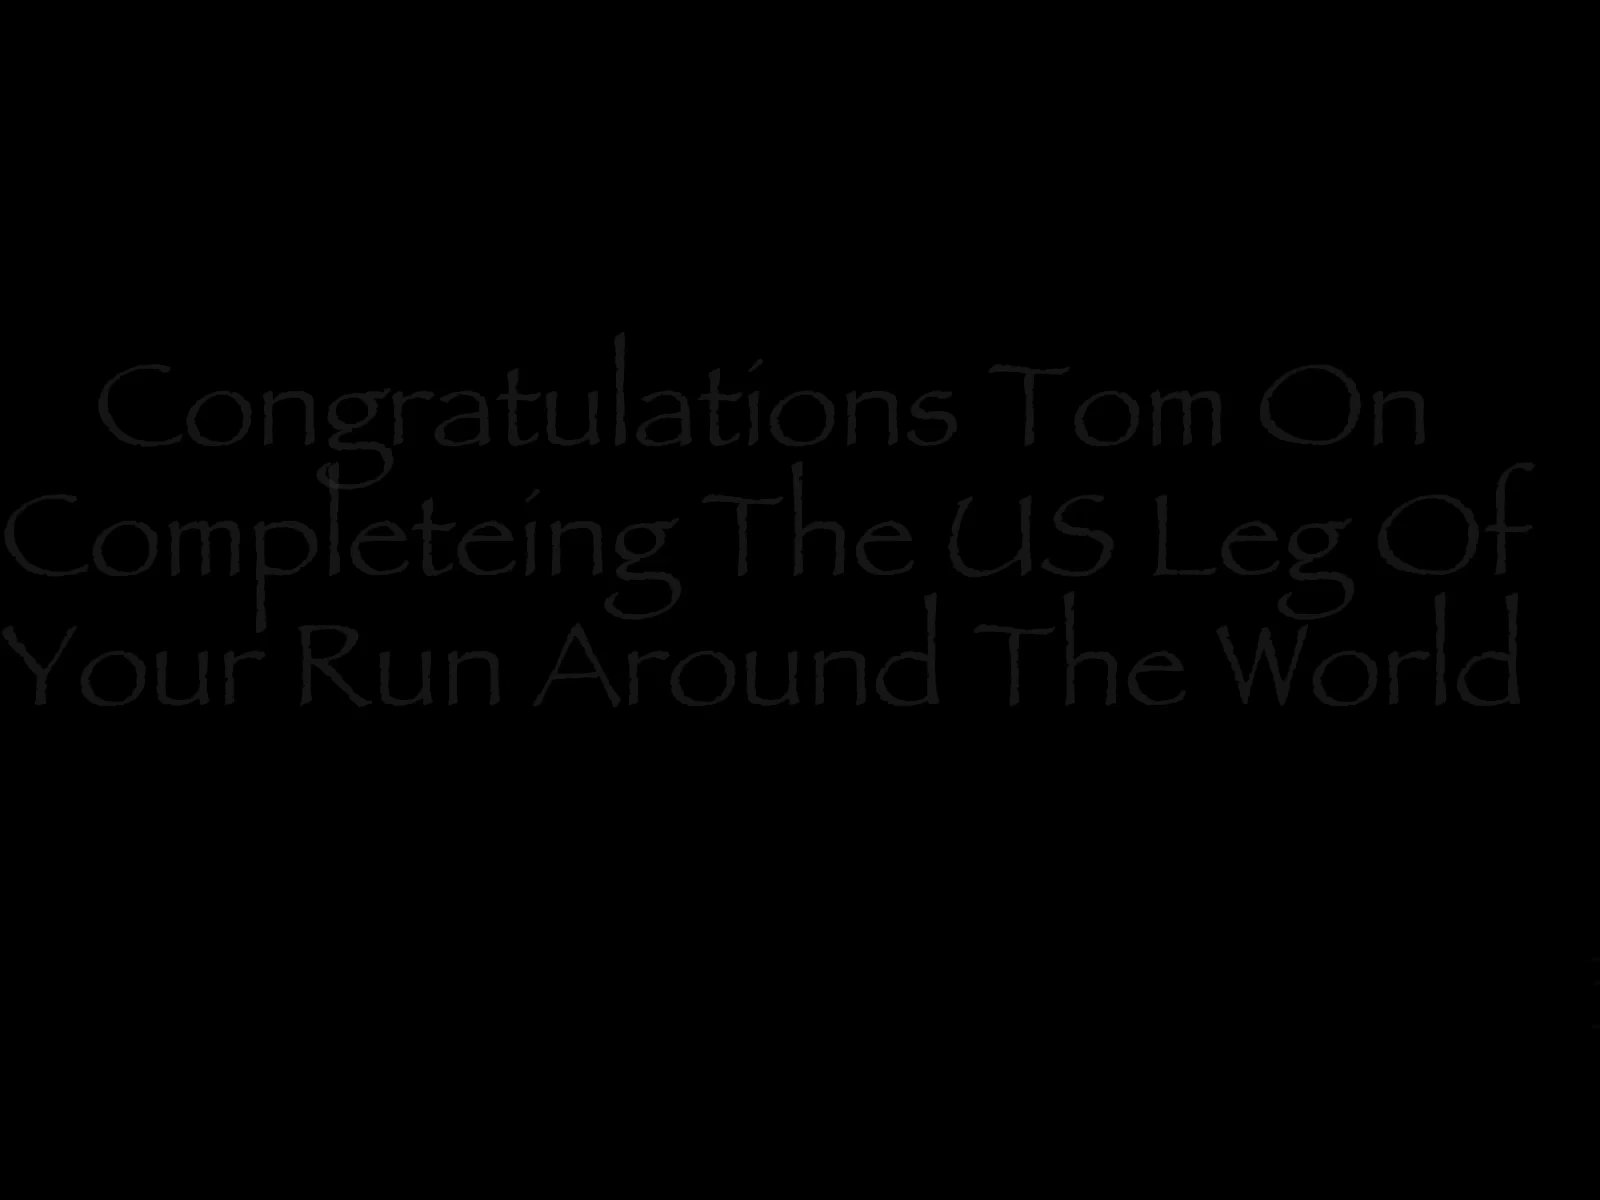 Congratulations Tom On
Completeing The US Leg Of
Your Run Around The World